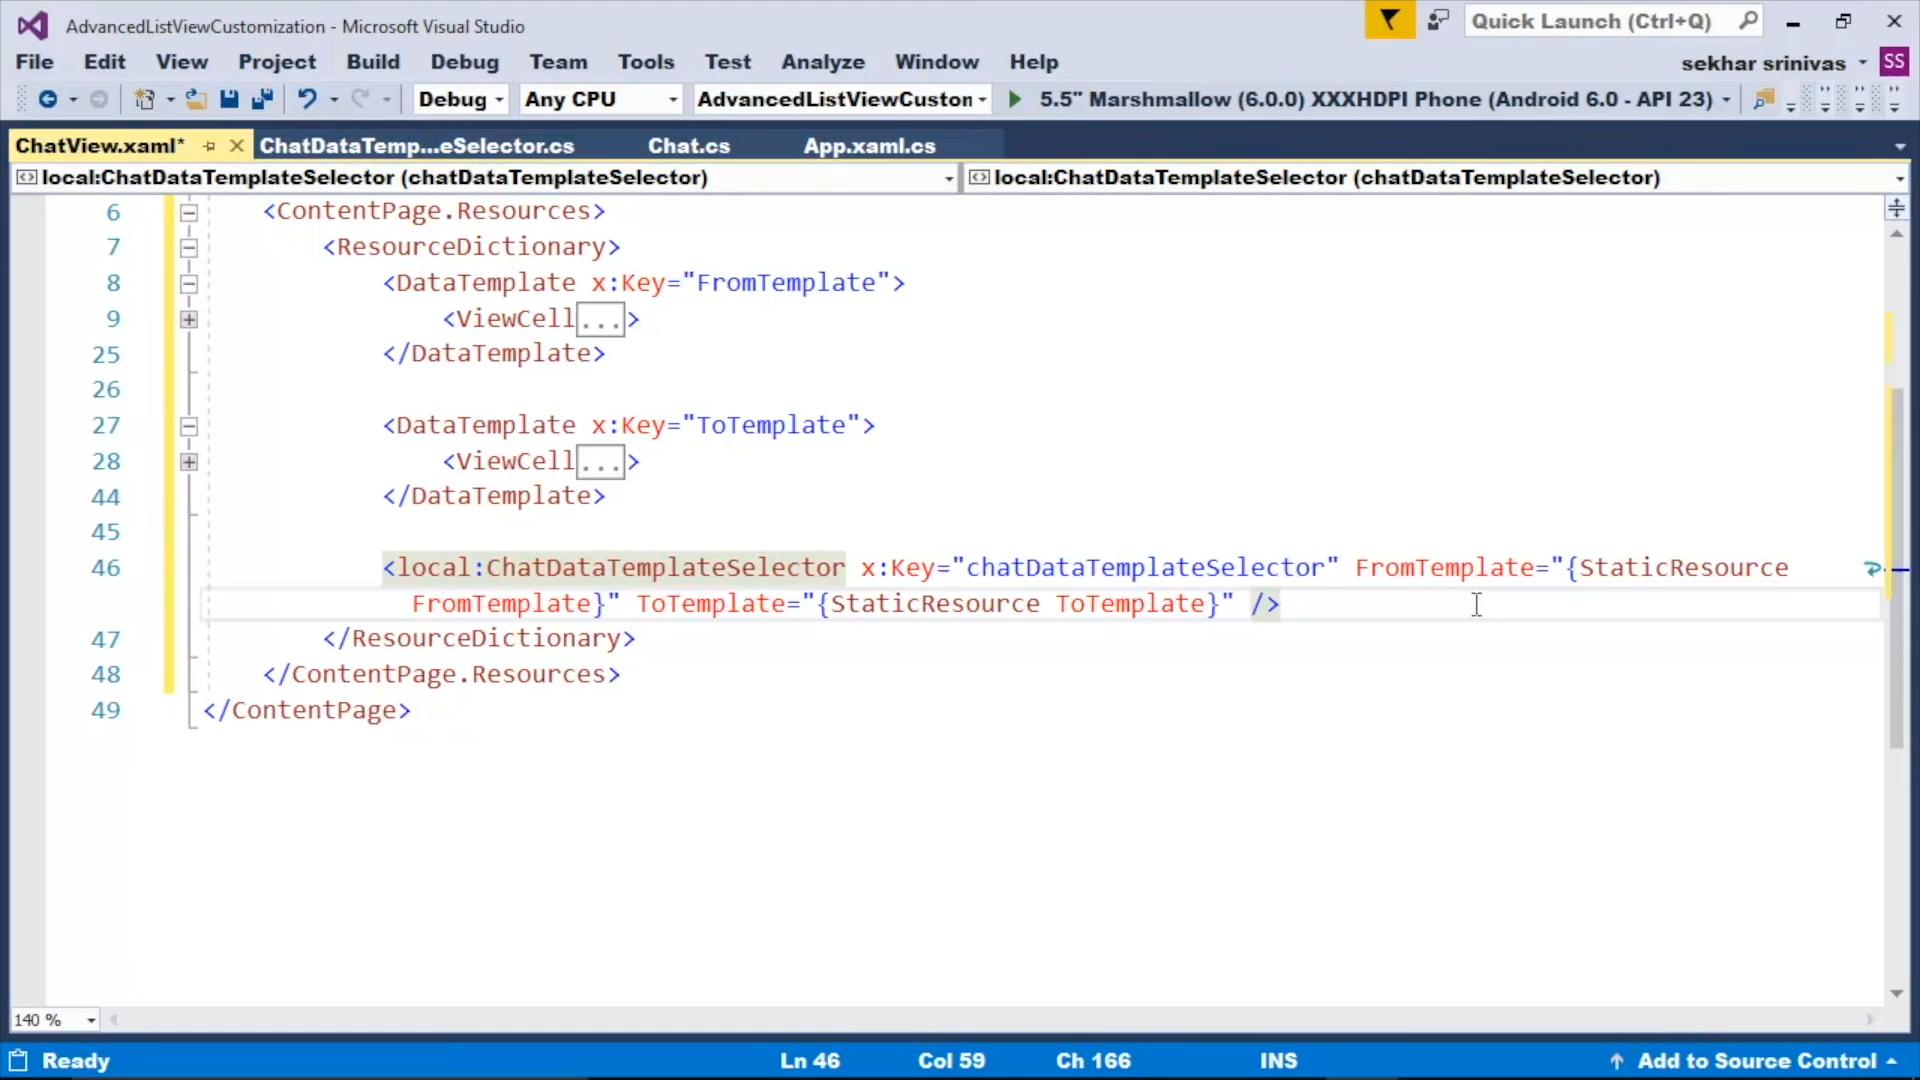 AdvancedListViewCustomization - Microsoft Visual Studio
Quick Launch (Ctrl+Q)
File Edit View Project Build Debug Team Tools Test Analyze Window Help
sekhar srinivas SS
Debug Any CPU AdvancedListViewCuston 5.5" Marshmallow (6.0.0) XXXHDPI Phone (Android 6.0 - API 23)
ChatView.xaml* ChatDataTemp...eSelector.cs Chat.cs App.xaml.cs
local:ChatDataTemplateSelector (chatDataTemplateSelector) local:ChatDataTemplateSelector (chatDataTemplateSelector)
6 <ContentPage.Resources>
7 <ResourceDictionary>
8 <DataTemplate x:Key="FromTemplate">
9 <ViewCell...>
25 </DataTemplate>
26
27 <DataTemplate x:Key="ToTemplate">
28 <ViewCell...>
44 </DataTemplate>
45
46 <local:ChatDataTemplateSelector x:Key="chatDataTemplateSelector" FromTemplate="{StaticResource
FromTemplate}" ToTemplate="{StaticResource ToTemplate}" />
47 </ResourceDictionary>
48 </ContentPage.Resources>
49 </ContentPage>
140 %
Ready Ln 46 Col 59 Ch 166 INS Add to Source Control